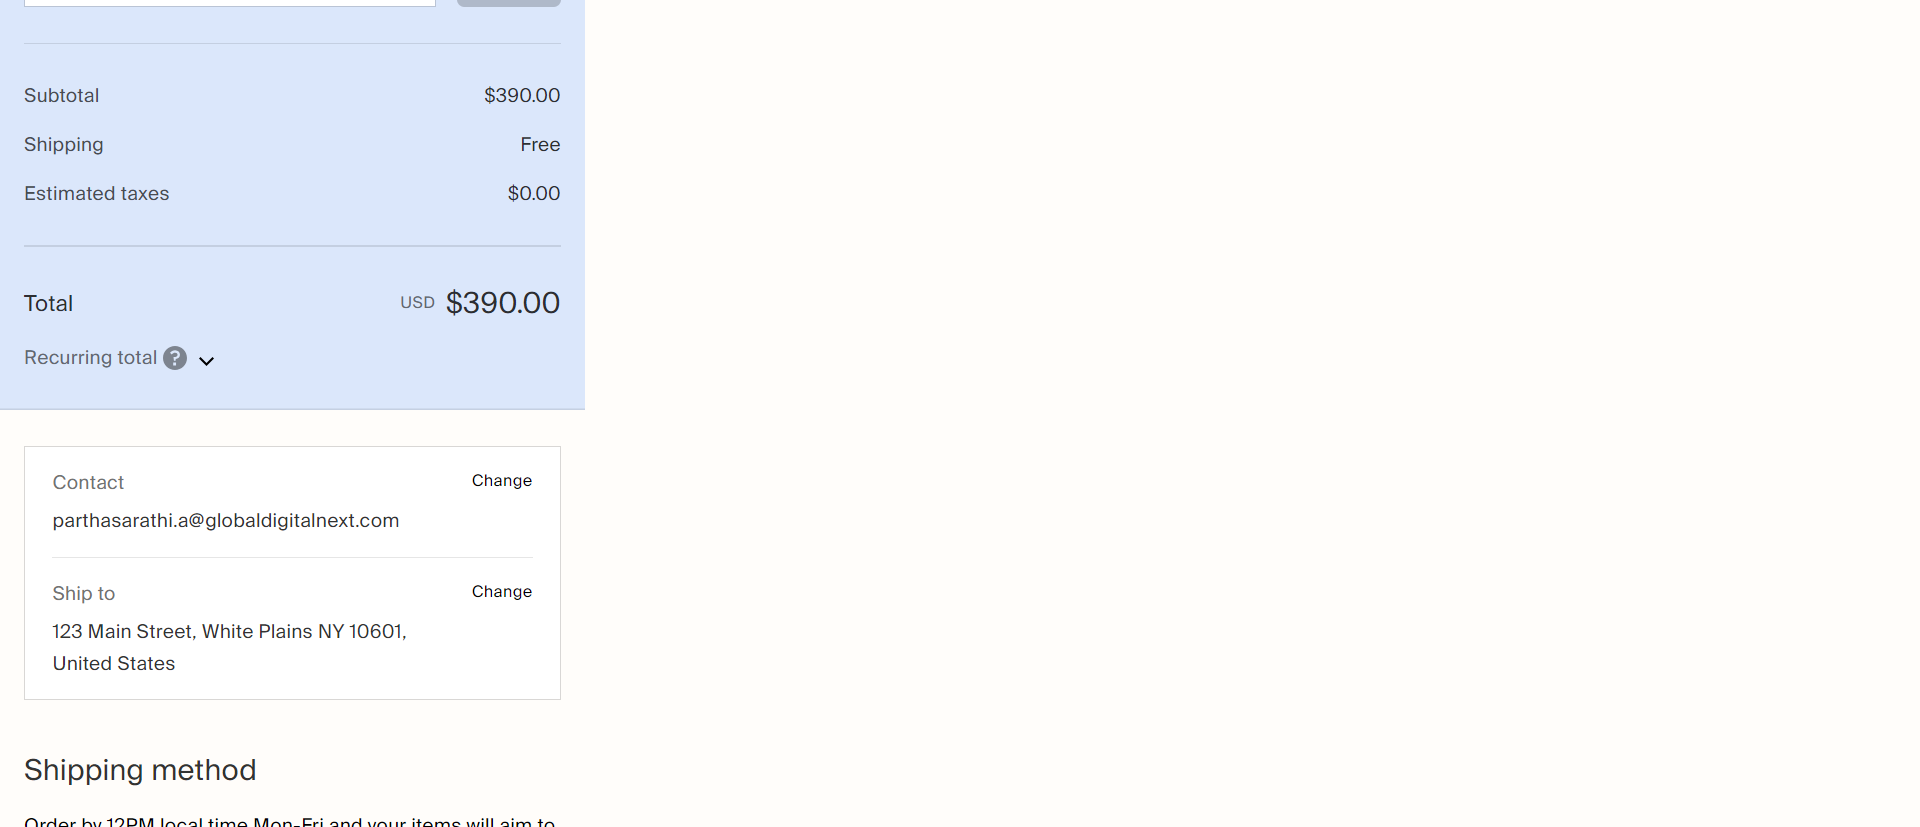 Subtotal $390.00
Shipping Free
Estimated taxes $0.00
Total USD $390.00
Recurring total ?
Contact Change
parthasarathi.a@globaldigitalnext.com
Ship to Change
123 Main Street, White Plains NY 10601,
United States
Shipping method
Order by 12PM local time Mon-Fri and your items will aim to